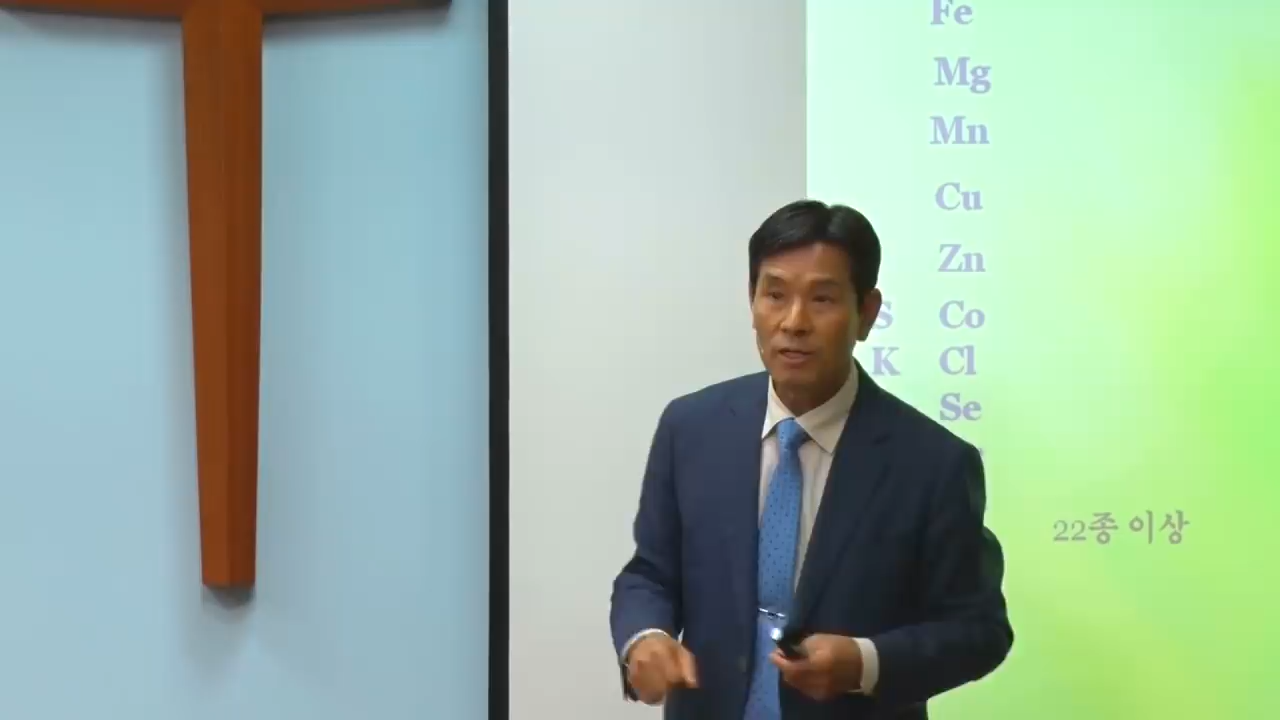 Fe
Mg
Mn
Cu
Zn
S Co
K Cl
Se
22종 이상